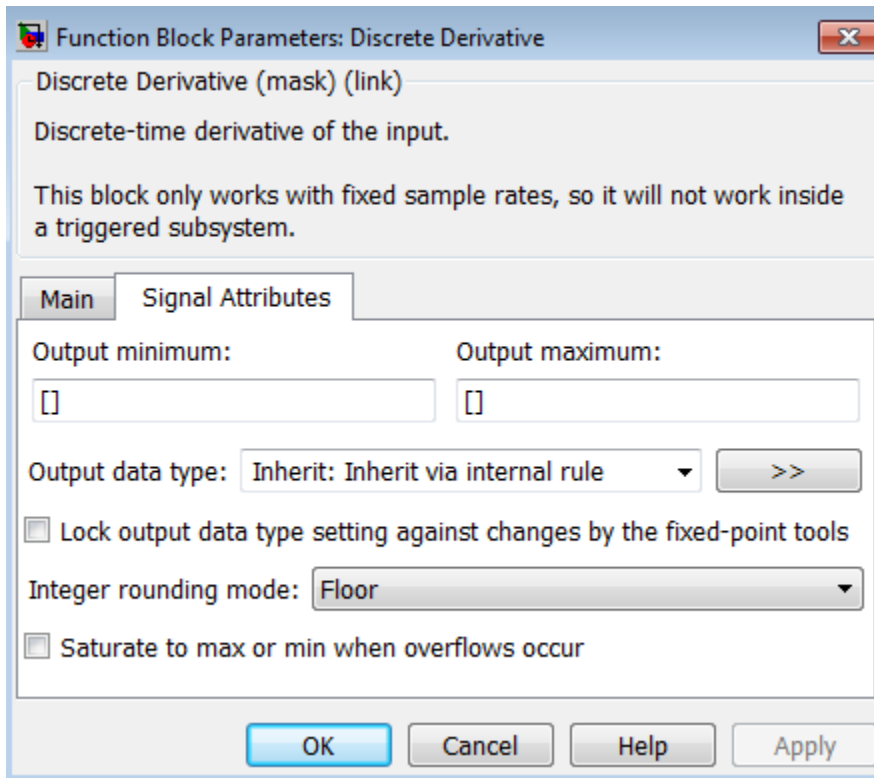 Function Block Parameters: Discrete Derivative
Discrete Derivative (mask) (link)
Discrete-time derivative of the input.
This block only works with fixed sample rates, so it will not work inside
a triggered subsystem.
Main Signal Attributes
Output minimum: Output maximum:
[] []
Output data type: Inherit: Inherit via internal rule >>
Lock output data type setting against changes by the fixed-point tools
Integer rounding mode: Floor
Saturate to max or min when overflows occur
OK Cancel Help Apply